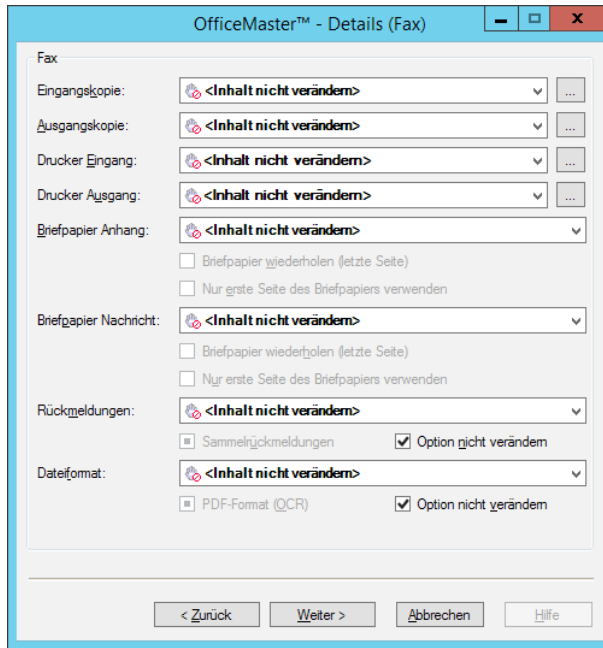 OfficeMaster™ - Details (Fax)
Fax
Eingangskopie: <Inhalt nicht verändern> ...
Ausgangskopie: <Inhalt nicht verändern> ...
Drucker Eingang: <Inhalt nicht verändern> ...
Drucker Ausgang: <Inhalt nicht verändern> ...
Briefpapier Anhang: <Inhalt nicht verändern>
Briefpapier wiederholen (letzte Seite)
Nur erste Seite des Briefpapiers verwenden
Briefpapier Nachricht: <Inhalt nicht verändern>
Briefpapier wiederholen (letzte Seite)
Nur erste Seite des Briefpapiers verwenden
Rückmeldungen: <Inhalt nicht verändern>
Sammelrückmeldungen Option nicht verändern
Dateiformat: <Inhalt nicht verändern>
PDF-Format (OCR) Option nicht verändern
< Zurück Weiter > Abbrechen Hilfe